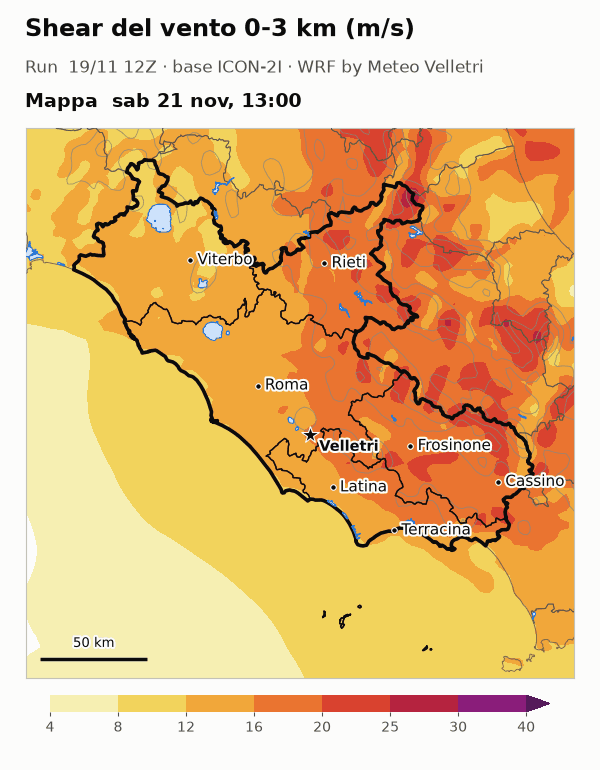 Shear del vento 0-3 km (m/s)
Run  19/11 12Z · base ICON-2I · WRF by Meteo Velletri
Mappa  sab 21 nov, 13:00
Viterbo
Rieti
Roma
Velletri
Frosinone
Cassino
Latina
Terracina
50 km
4 8 12 16 20 25 30 40